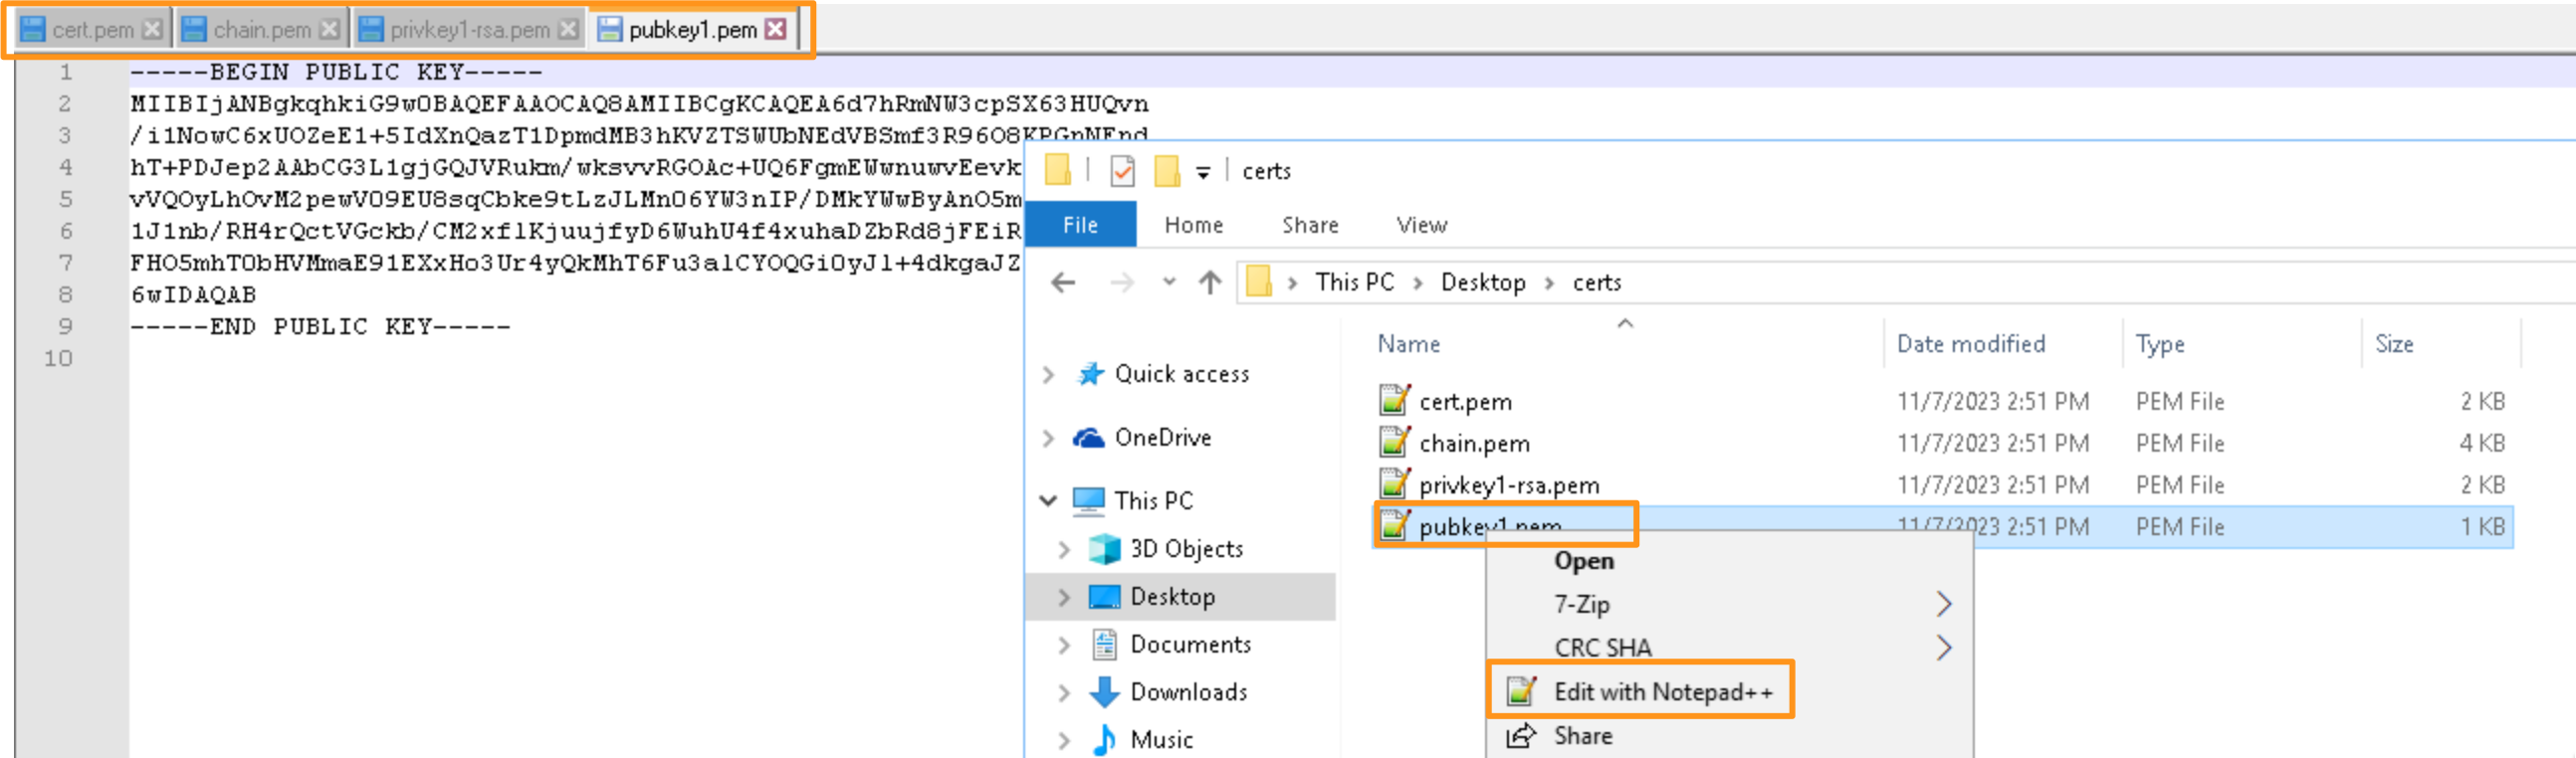 cert.pem chain.pem privkey1-rsa.pem pubkey1.pem
1 -----BEGIN PUBLIC KEY-----
2 MIIBIjANBgkqhkiG9w0BAQEFAAOCAQ8AMIIBCgKCAQEA6d7hRmNW3cpSX63HUQvn
3 /i1NowC6xUOZeE1+5IdXnQazT1DpmdMB3hKVZTSWUbNEdVBSmf3R96O8KPGnNEnd
4 hT+PDJep2AAbCG3L1gjGQJVRukm/wksvvRGOAc+UQ6FgmEWwnuwvEevk
5 vVQOyLhOvM2pewVO9EU8sqCbke9tLzJLMnO6YW3nIP/DMkYWwByAnO5m
6 1J1nb/RH4rQctVGckb/CM2xflKjuujfyD6WuhU4f4xuhaDZbRd8jFEiR
7 FHO5mhTObHVMmaE91EXxHo3Ur4yQkMhT6Fu3alCYOQGiOyJl+4dkgaJZ
8 6wIDAQAB
9 -----END PUBLIC KEY-----
10
certs
File Home Share View
This PC > Desktop > certs
Name Date modified Type Size
Quick access
OneDrive
This PC
3D Objects
Desktop
Documents
Downloads
Music
cert.pem 11/7/2023 2:51 PM PEM File 2 KB
chain.pem 11/7/2023 2:51 PM PEM File 4 KB
privkey1-rsa.pem 11/7/2023 2:51 PM PEM File 2 KB
pubkey1.pem 11/7/2023 2:51 PM PEM File 1 KB
Open
7-Zip
CRC SHA
Edit with Notepad++
Share